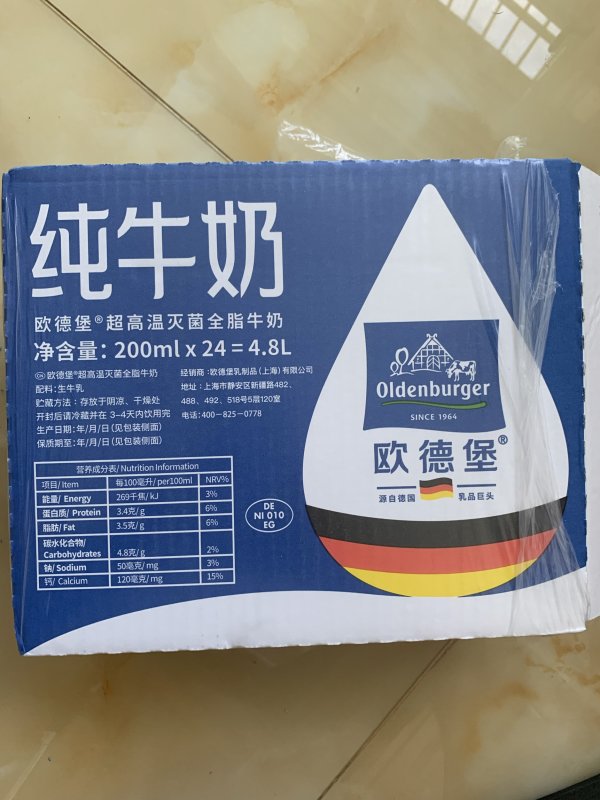 纯牛奶
欧德堡®超高温灭菌全脂牛奶
净含量：200ml x 24 = 4.8L
CN 欧德堡®超高温灭菌全脂牛奶
配料：生牛乳
贮藏方法：存放于阴凉、干燥处
开封后请冷藏并在 3-4天内饮用完
生产日期：年/月/日（见包装侧面）
保质期至：年/月/日（见包装侧面）
经销商：欧德堡乳制品（上海）有限公司
地址：上海市静安区新疆路482、
488、492、518号5层120室
电话：400-825-0778
营养成分表/ Nutrition Information
项目/ Item 每100毫升/ per100ml NRV%
能量/ Energy 269千焦/ kJ 3%
蛋白质/ Protein 3.4克/ g 6%
脂肪/ Fat 3.5克/ g 6%
碳水化合物/
Carbohydrates 4.8克/ g 2%
钠/ Sodium 50毫克/ mg 3%
钙/ Calcium 120毫克/ mg 15%
DE
NI 010
EG
Oldenburger
SINCE 1964
欧德堡®
源自德国 乳品巨头